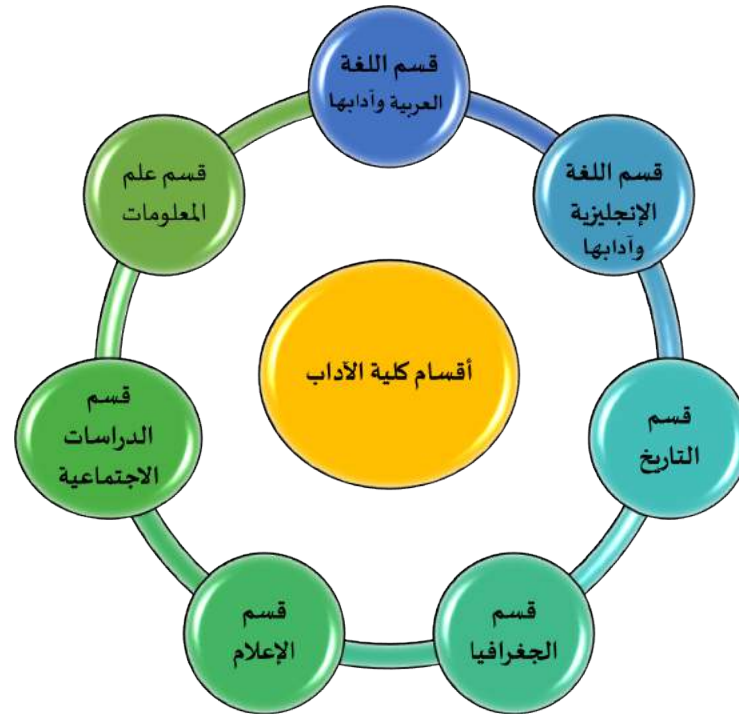 قسم اللغة
العربية وآدابها
قسم اللغة
الإنجليزية
وآدابها
قسم
التاريخ
قسم
الجغرافيا
قسم
الإعلام
قسم
الدراسات
الاجتماعية
قسم علم
المعلومات
أقسام كلية الآداب